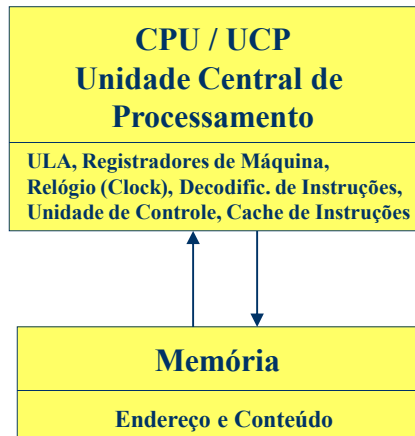 CPU / UCP
Unidade Central de
Processamento
ULA, Registradores de Máquina,
Relógio (Clock), Decodific. de Instruções,
Unidade de Controle, Cache de Instruções
Memória
Endereço e Conteúdo